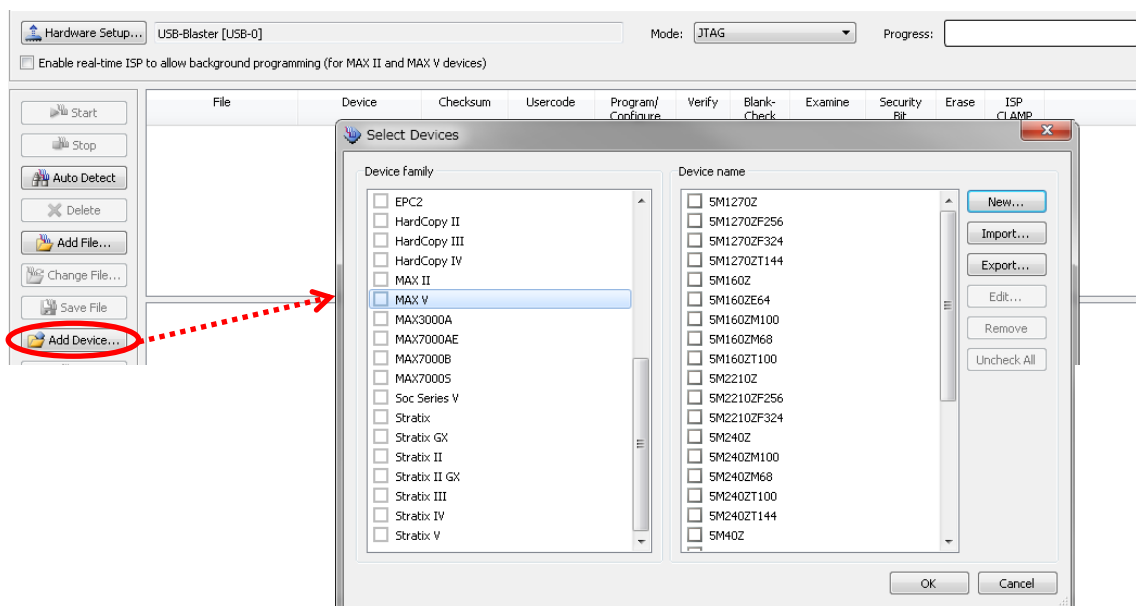 Hardware Setup... USB-Blaster [USB-0] Mode: JTAG Progress:
Enable real-time ISP to allow background programming (for MAX II and MAX V devices)
Start
Stop
Auto Detect
Delete
Add File...
Change File...
Save File
Add Device...
File Device Checksum Usercode Program/ Verify Blank- Examine Security Erase ISP
Configure Check Bit CLAMP
Select Devices
Device family
EPC2
HardCopy II
HardCopy III
HardCopy IV
MAX II
MAX V
MAX3000A
MAX7000AE
MAX7000B
MAX7000S
Soc Series V
Stratix
Stratix GX
Stratix II
Stratix II GX
Stratix III
Stratix IV
Stratix V
Device name
5M1270Z
5M1270ZF256
5M1270ZF324
5M1270ZT144
5M160Z
5M160ZE64
5M160ZM100
5M160ZM68
5M160ZT100
5M2210Z
5M2210ZF256
5M2210ZF324
5M240Z
5M240ZM100
5M240ZM68
5M240ZT100
5M240ZT144
5M40Z
New...
Import...
Export...
Edit...
Remove
Uncheck All
OK Cancel